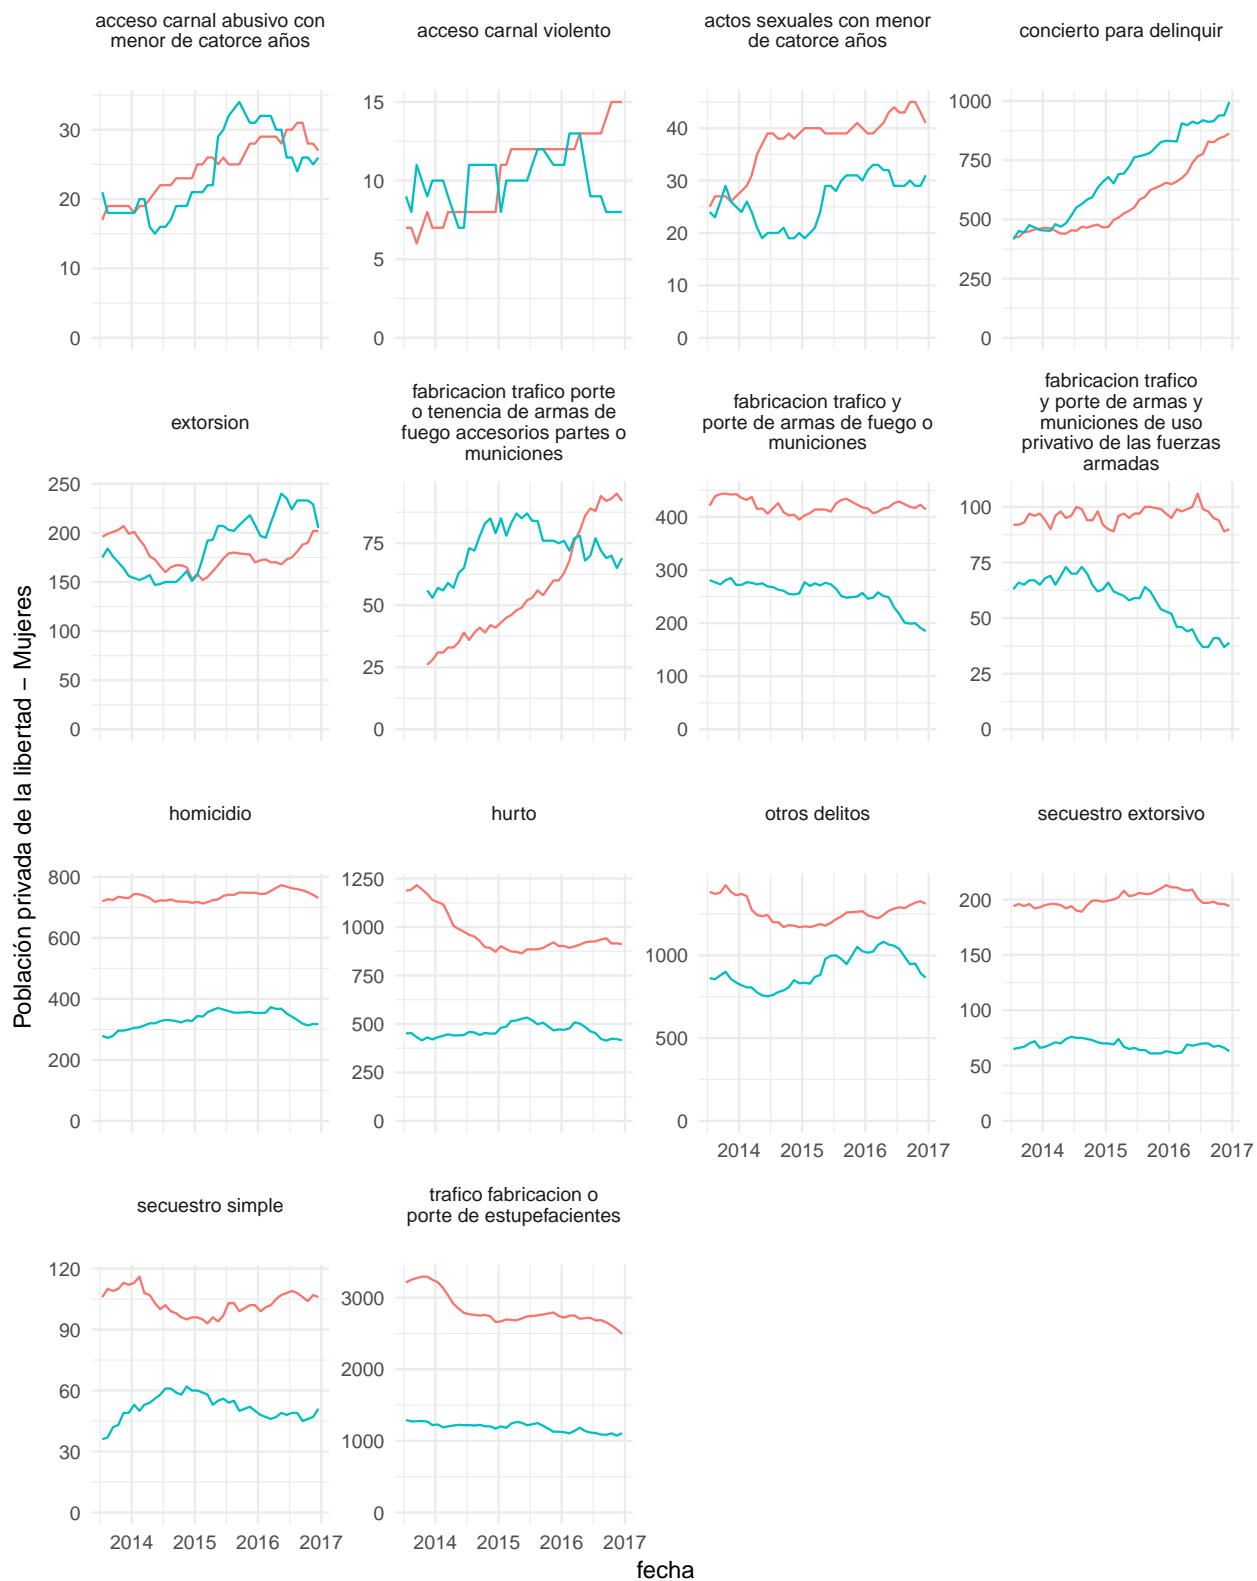 acceso carnal abusivo con
menor de catorce años
acceso carnal violento
actos sexuales con menor
de catorce años
concierto para delinquir
30
20
10
0
15
10
5
0
40
30
20
10
0
1000
750
500
250
0
extorsion
fabricacion trafico porte
o tenencia de armas de
fuego accesorios partes o
municiones
fabricacion trafico y
porte de armas de fuego o
municiones
fabricacion trafico
y porte de armas y
municiones de uso
privativo de las fuerzas
armadas
250
200
150
100
50
0
75
50
25
0
400
300
200
100
0
100
75
50
25
0
Población privada de la libertad − Mujeres
homicidio
hurto
otros delitos
secuestro extorsivo
800
600
400
200
0
1250
1000
750
500
250
0
1000
500
0
200
150
100
50
0
2014 2015 2016 2017
2014 2015 2016 2017
secuestro simple
trafico fabricacion o
porte de estupefacientes
120
90
60
30
0
3000
2000
1000
0
2014 2015 2016 2017
2014 2015 2016 2017
fecha